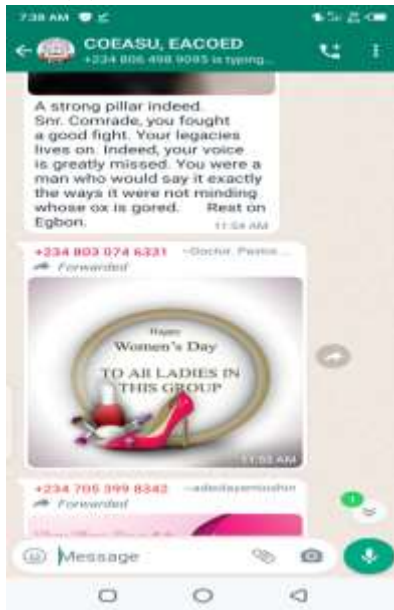 7:38 AM
COEASU, EACOED
+234 806 498 9095 is typing...
A strong pillar indeed.
Snr. Comrade, you fought
a good fight. Your legacies
lives on. Indeed, your voice
is greatly missed. You were a
man who would say it exactly
the ways it were not minding
whose ox is gored. Rest on
Egbon.
11:54 AM
+234 803 074 6331 ~Doctor. Pastor...
Forwarded
Happy
Women's Day
TO All LADIES IN
THIS GROUP
11:53 AM
+234 706 399 8342
Forwarded
1
Message